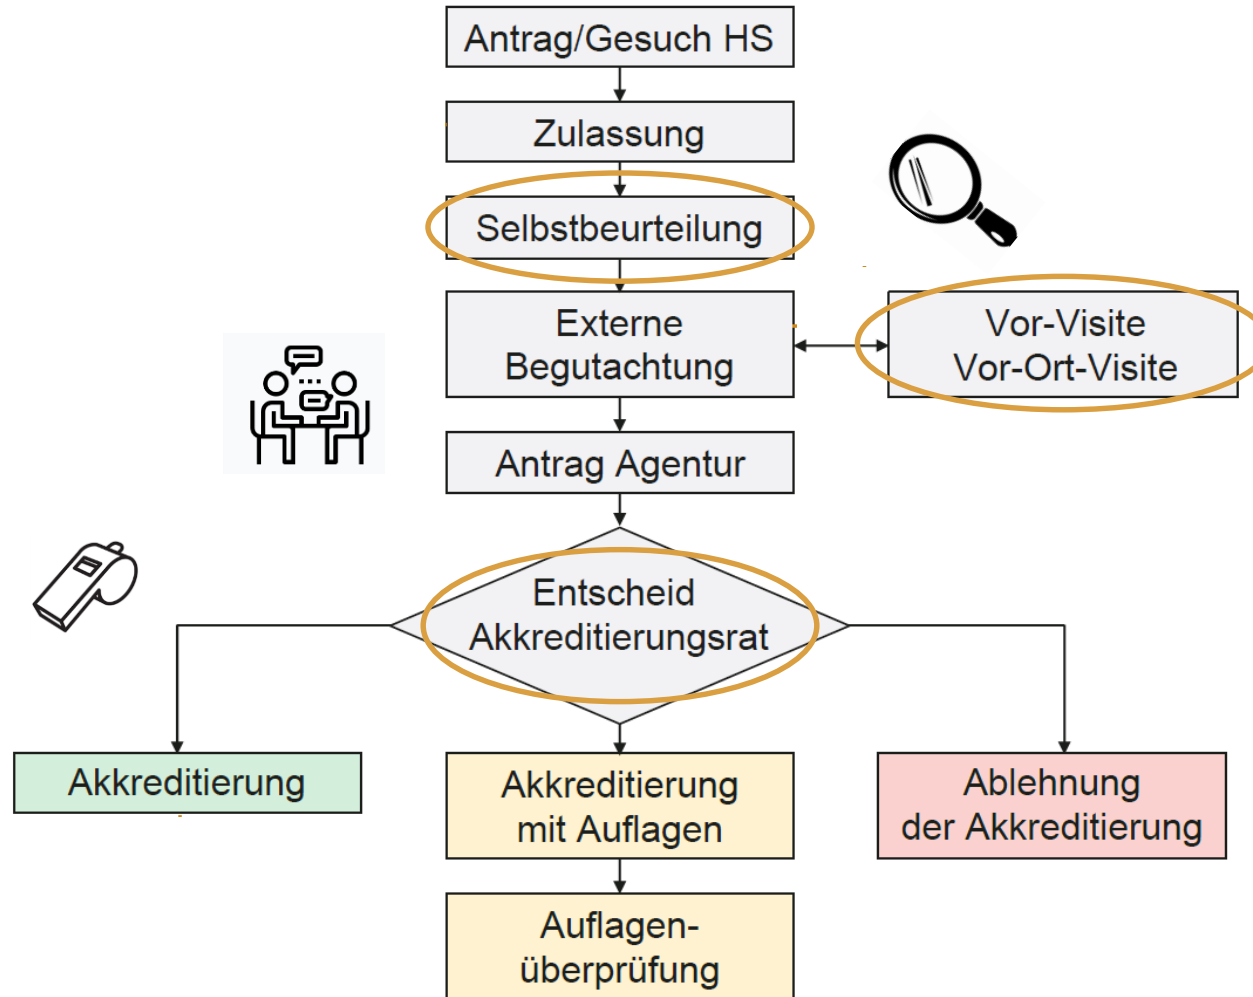 Antrag/Gesuch HS
Zulassung
Selbstbeurteilung
Externe
Begutachtung
Vor-Visite
Vor-Ort-Visite
Antrag Agentur
Entscheid
Akkreditierungsrat
Akkreditierung
Akkreditierung
mit Auflagen
Ablehnung
der Akkreditierung
Auflagen-
überprüfung